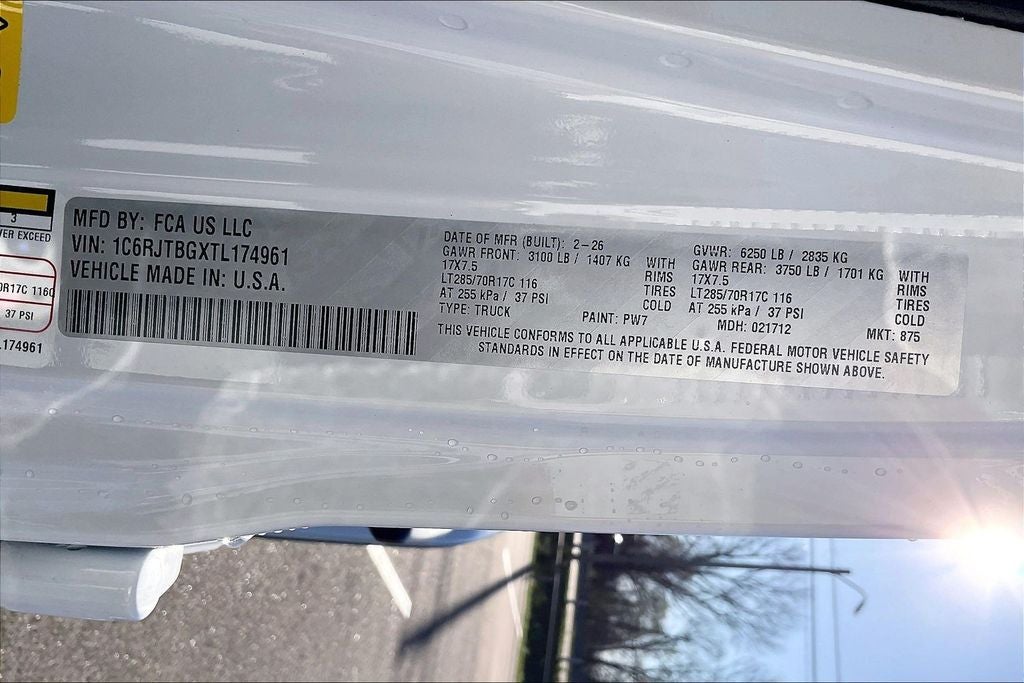 3
VER EXCEED
0R17C 116C
37 PSI
174961
MFD BY: FCA US LLC
VIN: 1C6RJTBGXTL174961
VEHICLE MADE IN: U.S.A.
DATE OF MFR (BUILT): 2-26
GAWR FRONT: 3100 LB / 1407 KG WITH
17X7.5 RIMS
LT285/70R17C 116 TIRES
AT 255 kPa / 37 PSI COLD
TYPE: TRUCK PAINT: PW7
GVWR: 6250 LB / 2835 KG
GAWR REAR: 3750 LB / 1701 KG WITH
17X7.5 RIMS
LT285/70R17C 116 TIRES
AT 255 kPa / 37 PSI COLD
MDH: 021712 MKT: 875
THIS VEHICLE CONFORMS TO ALL APPLICABLE U.S.A. FEDERAL MOTOR VEHICLE SAFETY
STANDARDS IN EFFECT ON THE DATE OF MANUFACTURE SHOWN ABOVE.